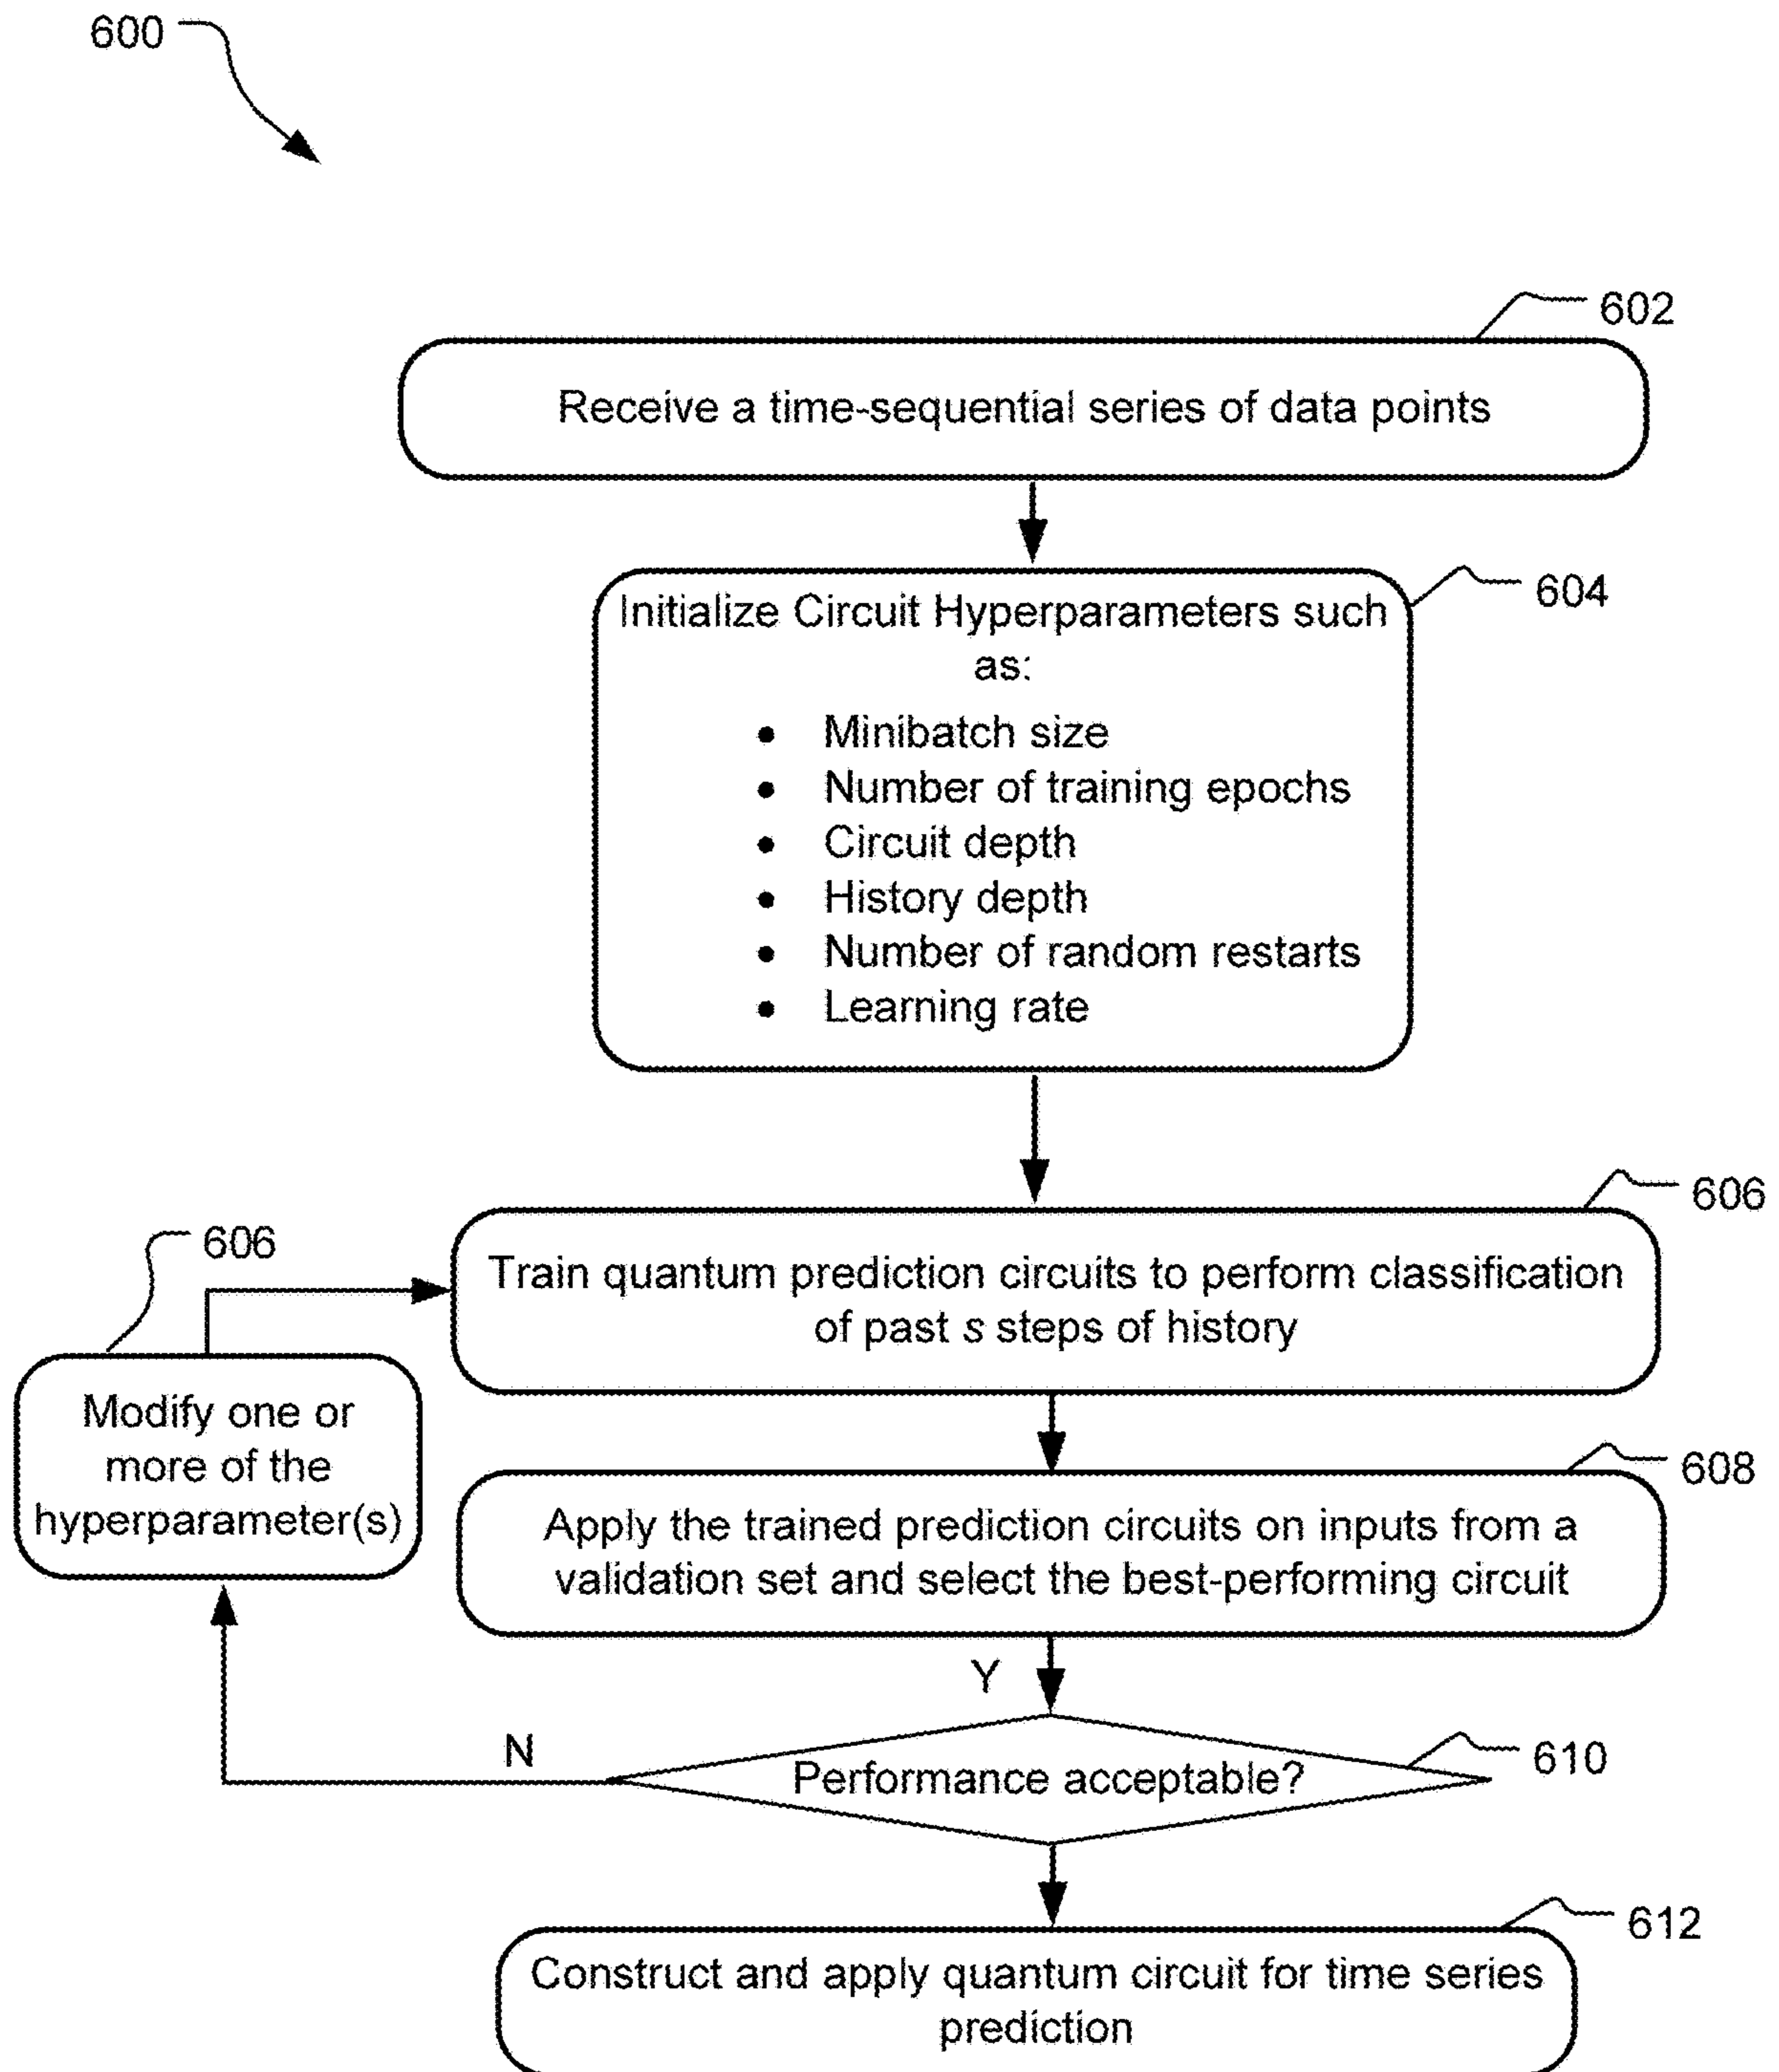 600
602
Receive a time-sequential series of data points
604
Initialize Circuit Hyperparameters such
as:
• Minibatch size
• Number of training epochs
• Circuit depth
• History depth
• Number of random restarts
• Learning rate
606
606
Train quantum prediction circuits to perform classification
of past s steps of history
Modify one or
more of the
hyperparameter(s)
608
Apply the trained prediction circuits on inputs from a
validation set and select the best-performing circuit
Y
N
610
Performance acceptable?
612
Construct and apply quantum circuit for time series
prediction